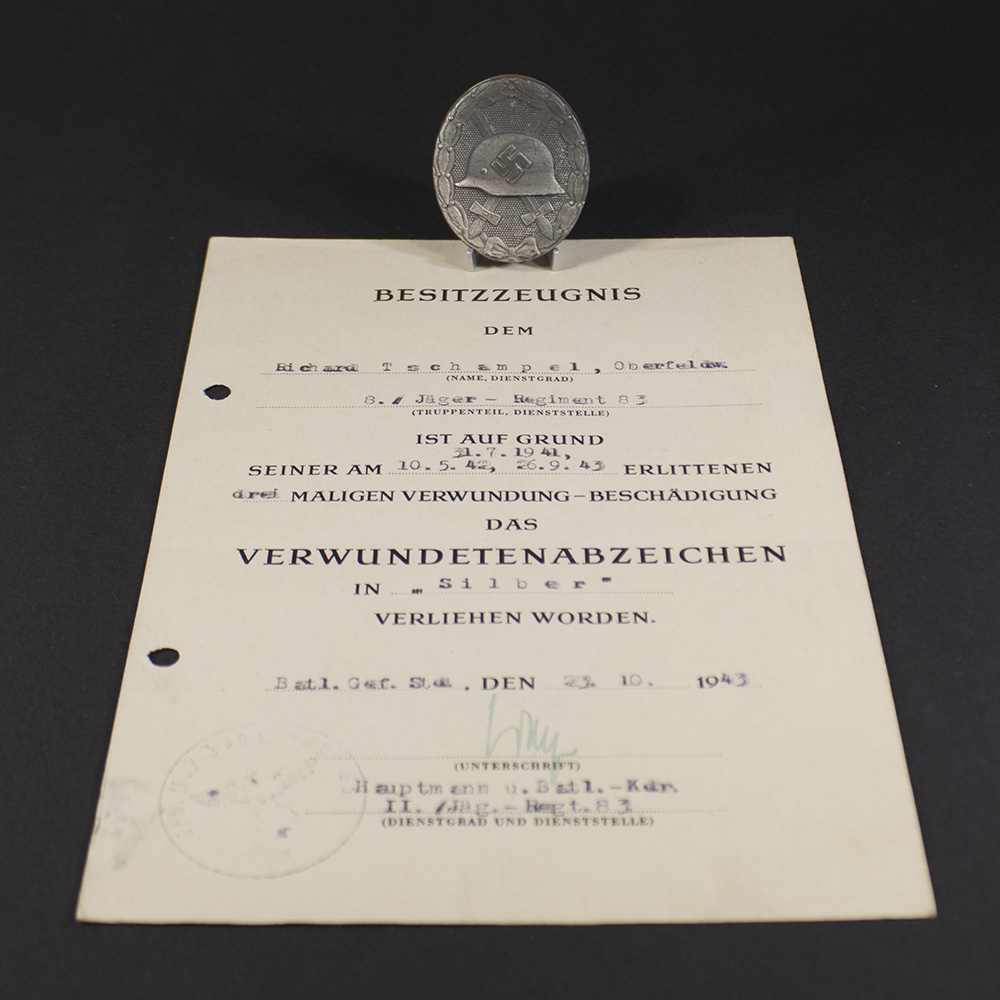 BESITZZEUGNIS
DEM
Richard Tschampel, Oberfeldw.
(NAME, DIENSTGRAD)
8./Jäger - Regiment 83
(TRUPPENTEIL, DIENSTSTELLE)
IST AUF GRUND
31.7.1941,
SEINER AM 10.5.42, 26.9.43 ERLITTENEN
drei MALIGEN VERWUNDUNG – BESCHÄDIGUNG
DAS
VERWUNDETENABZEICHEN
IN „Silber"
VERLIEHEN WORDEN.
Batl. Gef. Std., DEN 23. 10. 1943
(UNTERSCHRIFT)
Hauptmann u. Batl.-Kdr.
II./Jäg.-Regt.83
(DIENSTGRAD UND DIENSTSTELLE)